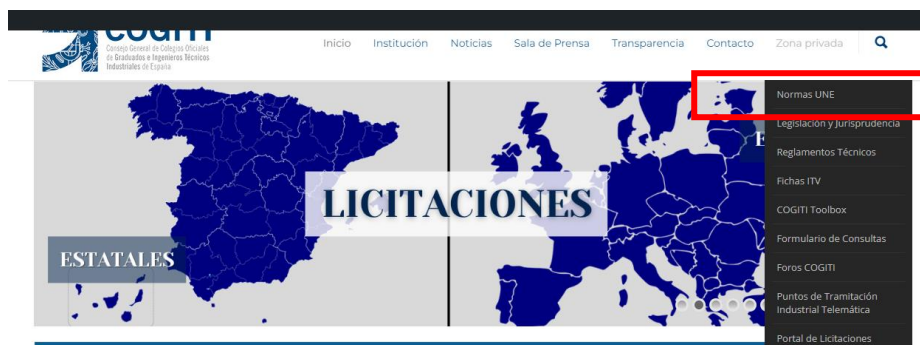 COGITI
Consejo General de Colegios Oficiales
de Graduados e Ingenieros Técnicos
Industriales de España
Inicio Institución Noticias Sala de Prensa Transparencia Contacto Zona privada
Normas UNE
Legislación y Jurisprudencia
Reglamentos Técnicos
Fichas ITV
COGITI Toolbox
Formulario de Consultas
Foros COGITI
Puntos de Tramitación
Industrial Telemática
Portal de Licitaciones
LICITACIONES
ESTATALES
E